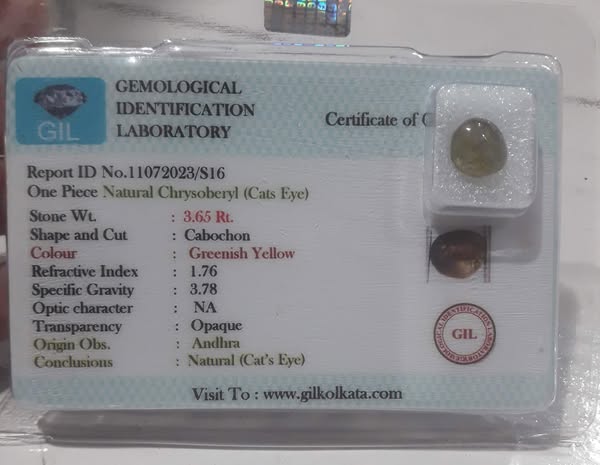 GIL
GEMOLOGICAL
IDENTIFICATION
LABORATORY
Certificate of
Report ID No.11072023/S16
One Piece Natural Chrysoberyl (Cats Eye)
Stone Wt. : 3.65 Rt.
Shape and Cut : Cabochon
Colour : Greenish Yellow
Refractive Index : 1.76
Specific Gravity : 3.78
Optic character : NA
Transparency : Opaque
Origin Obs. : Andhra
Conclusions : Natural (Cat's Eye)
GIL
Visit To : www.gilkolkata.com